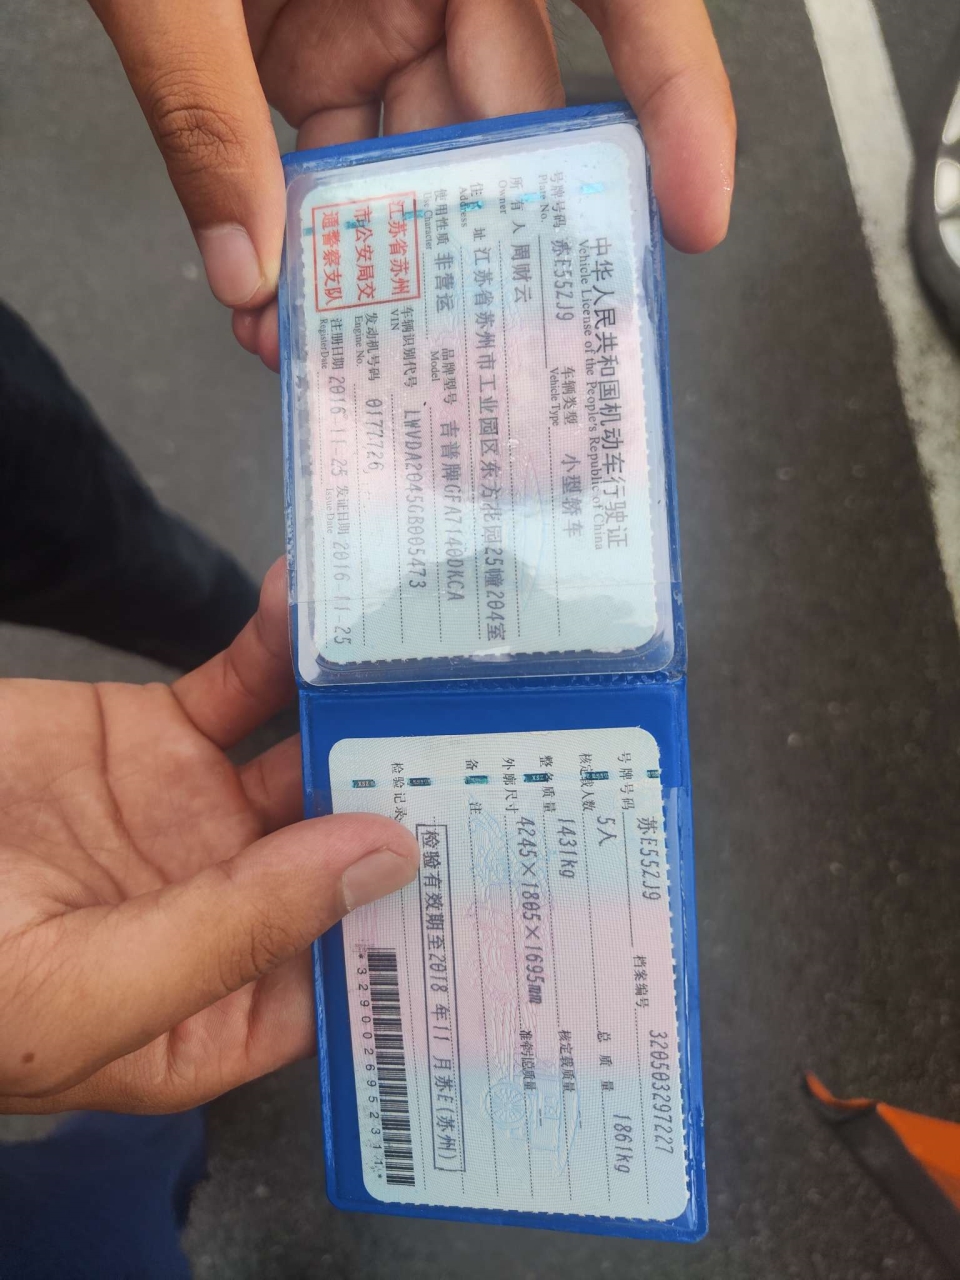 中华人民共和国机动车行驶证
Vehicle License of the People's Republic of China
号牌号码 苏E55ZJ9 车辆类型 小型轿车
Plate No. Vehicle Type
所有人 周财云
Owner
住址 江苏省苏州市工业园区东方花园25幢204室
Address
使用性质 非营运 品牌型号 吉普牌GFA7140DKCA
Use Character Model
江苏省苏州
市公安局交
通警察支队
车辆识别代号 LWVDA2045GB005473
VIN
发动机号码 0172726
Engine No.
注册日期 2016-11-25 发证日期 2016-11-25
Register Date Issue Date
号牌号码 苏E55ZJ9 档案编号 320503297227
核定载人数 5人 总质量 1861kg
整备质量 1431kg 核定载质量 --
外廓尺寸 4245×1805×1695mm 准牵引总质量 --
备注
检验记录 检验有效期至2018年11月苏E(苏州)
*3290026952311*